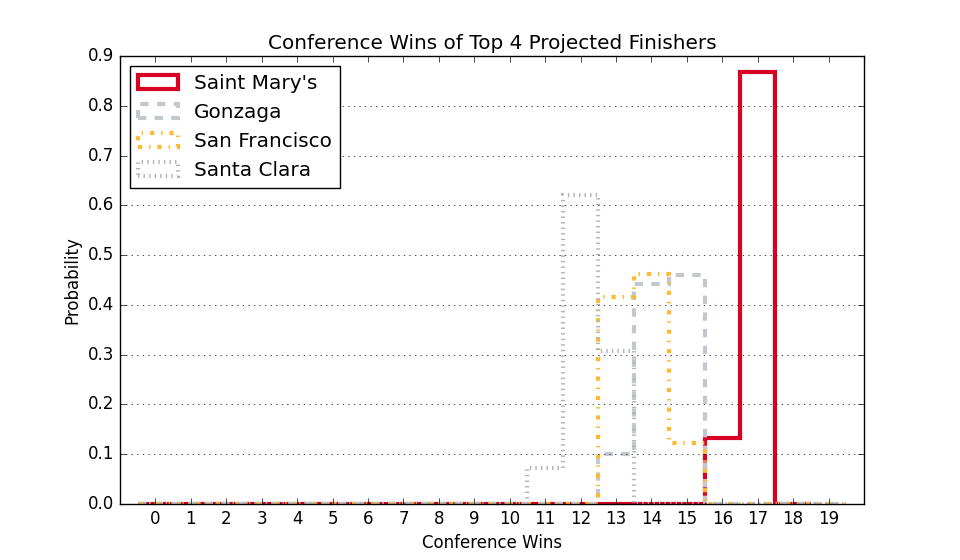 Conference Wins of Top 4 Projected Finishers
0.9
0.8
0.7
0.6
0.5
0.4
0.3
0.2
0.1
0.0
Probability
Saint Mary's
Gonzaga
San Francisco
Santa Clara
0 1 2 3 4 5 6 7 8 9 10 11 12 13 14 15 16 17 18 19
Conference Wins